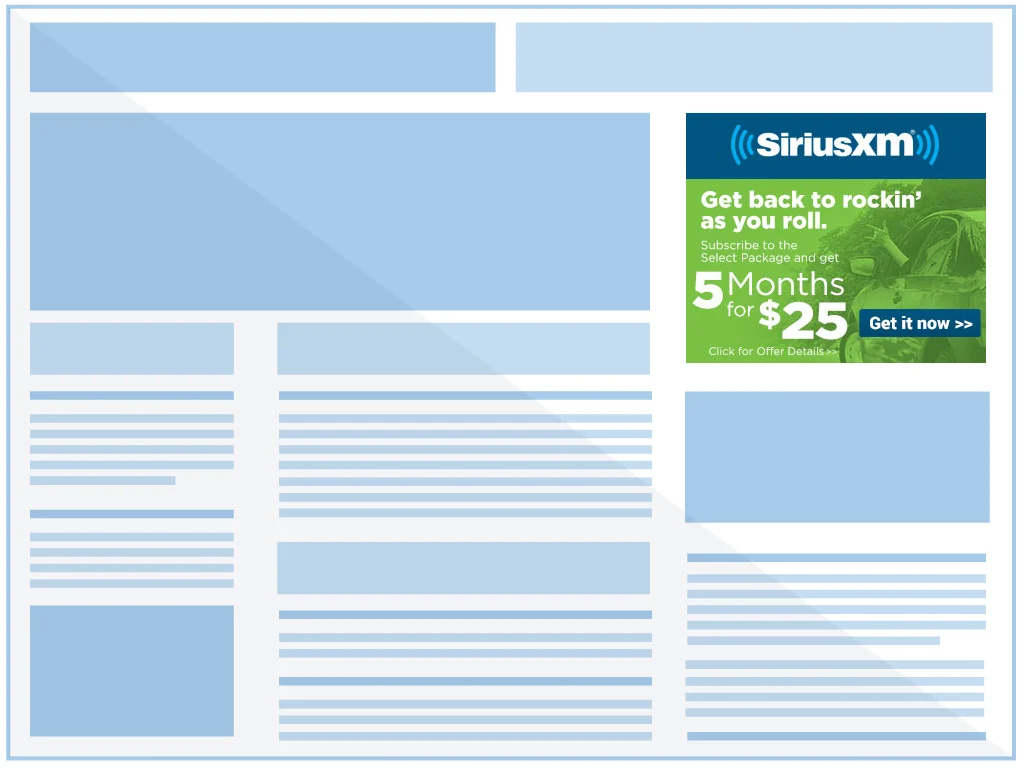 SiriusXM®
Get back to rockin’
as you roll.
Subscribe to the
Select Package and get
5 Months
for $25
Get it now >>
Click for Offer Details >>